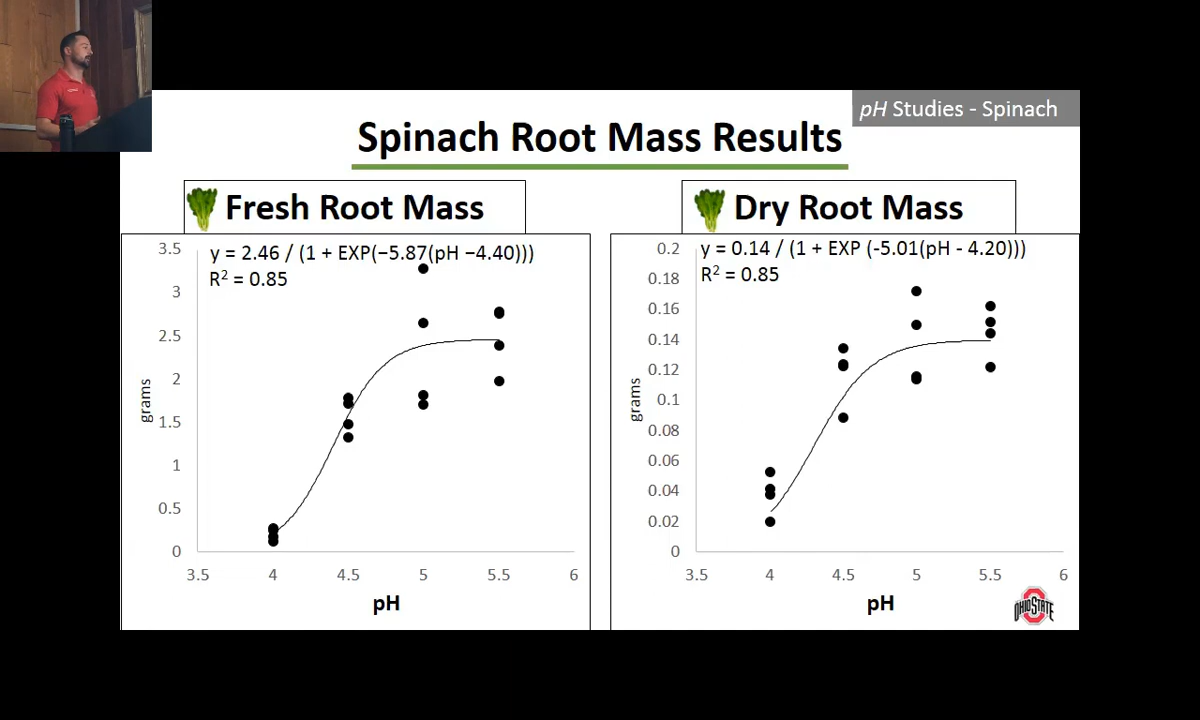 pH Studies - Spinach
Spinach Root Mass Results
Fresh Root Mass
y = 2.46 / (1 + EXP(−5.87(pH −4.40)))
R² = 0.85
3.5
3
2.5
2
1.5
1
0.5
0
grams
3.5 4 4.5 5 5.5 6
pH
Dry Root Mass
y = 0.14 / (1 + EXP (-5.01(pH - 4.20)))
R² = 0.85
0.2
0.18
0.16
0.14
0.12
0.1
0.08
0.06
0.04
0.02
0
grams
3.5 4 4.5 5 5.5 6
pH
OHIO STATE